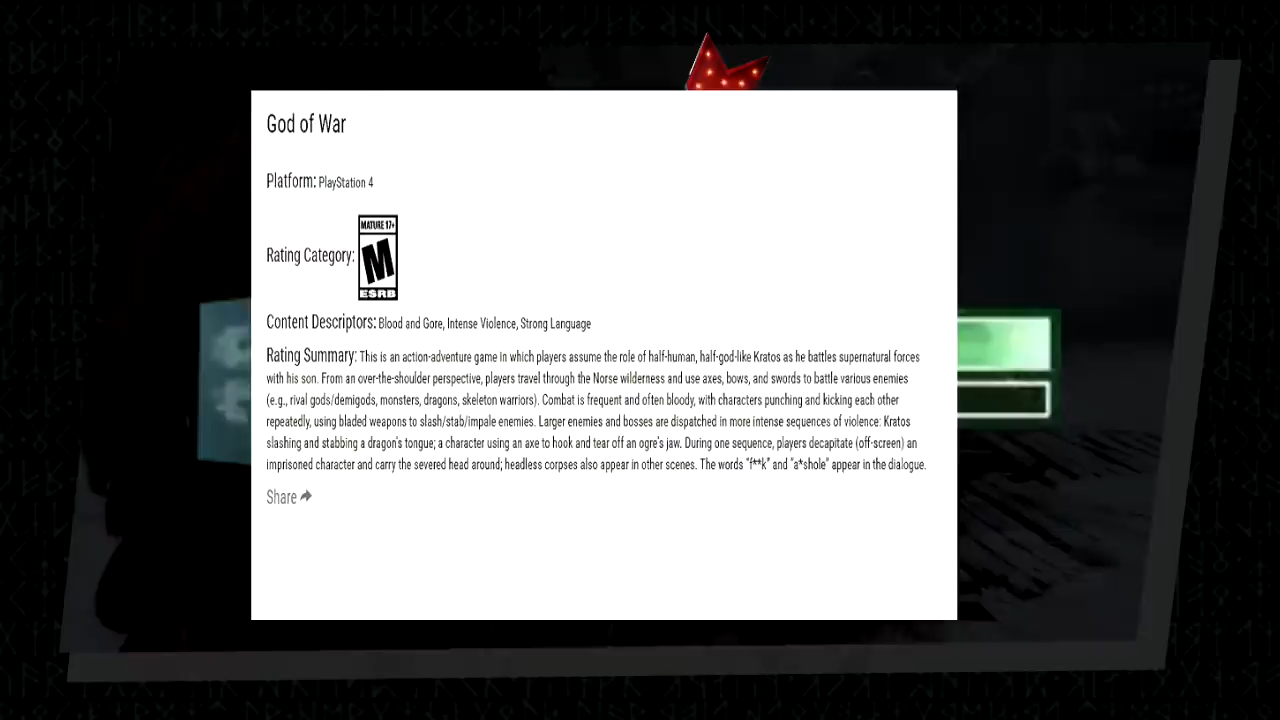 God of War
Platform: PlayStation 4
MATURE 17+
M
ESRB
Rating Category:
Content Descriptors: Blood and Gore, Intense Violence, Strong Language
Rating Summary: This is an action-adventure game in which players assume the role of half-human, half-god-like Kratos as he battles supernatural forces
with his son. From an over-the-shoulder perspective, players travel through the Norse wilderness and use axes, bows, and swords to battle various enemies
(e.g., rival gods/demigods, monsters, dragons, skeleton warriors). Combat is frequent and often bloody, with characters punching and kicking each other
repeatedly, using bladed weapons to slash/stab/impale enemies. Larger enemies and bosses are dispatched in more intense sequences of violence: Kratos
slashing and stabbing a dragon's tongue; a character using an axe to hook and tear off an ogre's jaw. During one sequence, players decapitate (off-screen) an
imprisoned character and carry the severed head around; headless corpses also appear in other scenes. The words "f**k" and "a*shole" appear in the dialogue.
Share